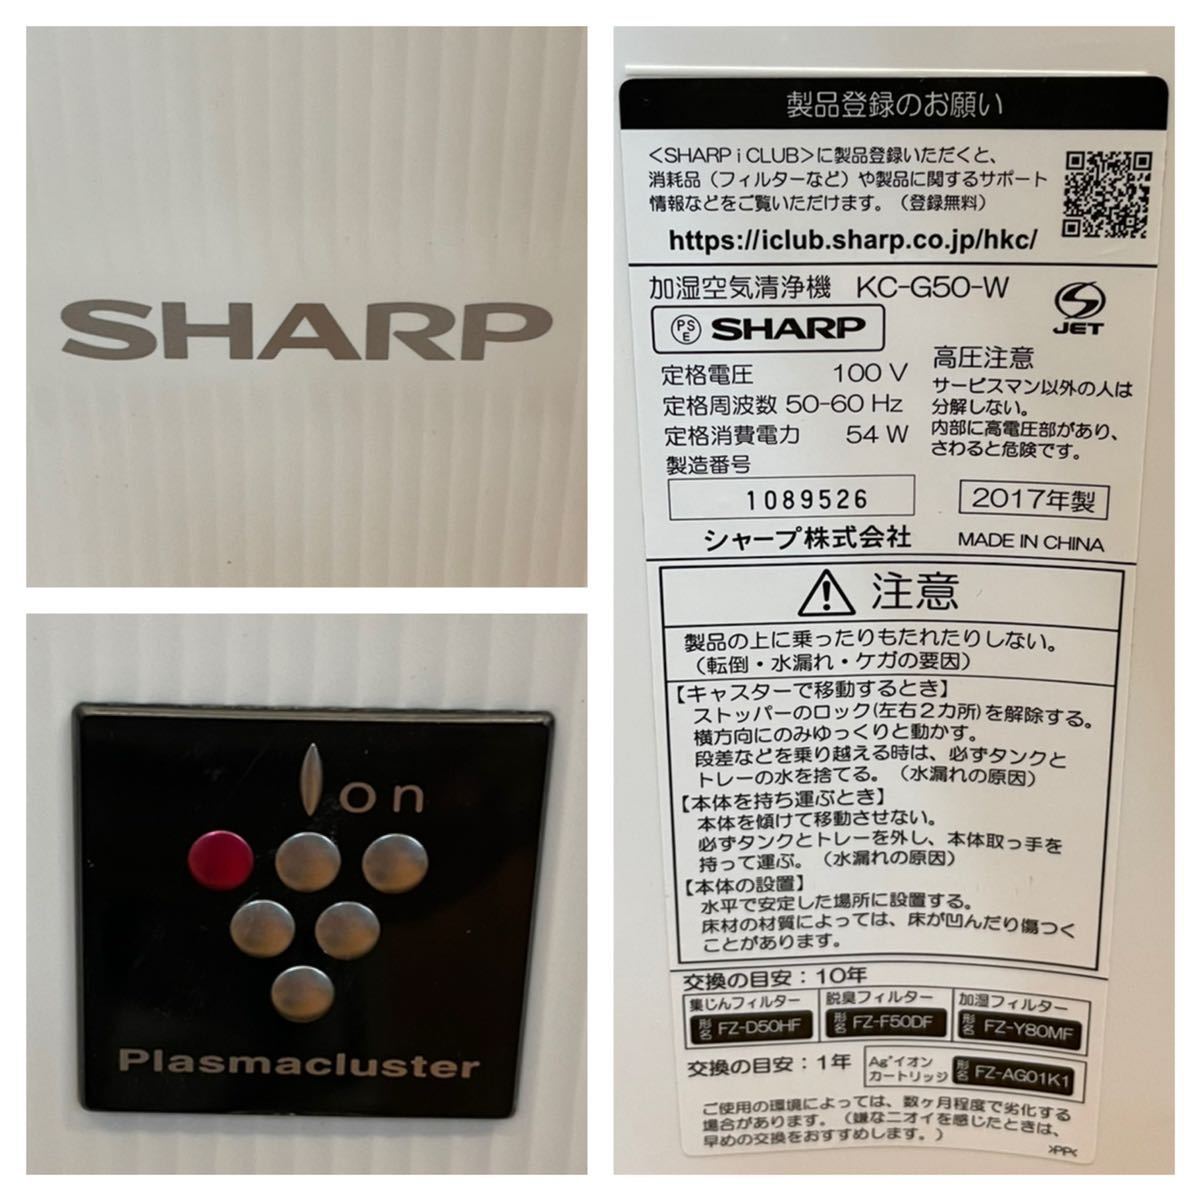 SHARP
Ion
Plasmacluster
製品登録のお願い
<SHARP i CLUB>に製品登録いただくと、
消耗品（フィルターなど）や製品に関するサポート
情報などをご覧いただけます。（登録無料）
https://iclub.sharp.co.jp/hkc/
加湿空気清浄機 KC-G50-W
PSE SHARP
JET
定格電圧 100 V
定格周波数 50-60 Hz
定格消費電力 54 W
製造番号
1089526
高圧注意
サービスマン以外の人は
分解しない。
内部に高電圧部があり、
さわると危険です。
2017年製
シャープ株式会社 MADE IN CHINA
注意
製品の上に乗ったりもたれたりしない。
（転倒・水漏れ・ケガの要因）
【キャスターで移動するとき】
ストッパーのロック(左右２カ所)を解除する。
横方向にのみゆっくりと動かす。
段差などを乗り越える時は、必ずタンクと
トレーの水を捨てる。（水漏れの原因）
【本体を持ち運ぶとき】
本体を傾けて移動させない。
必ずタンクとトレーを外し、本体取っ手を
持って運ぶ。（水漏れの原因）
【本体の設置】
水平で安定した場所に設置する。
床材の材質によっては、床が凹んだり傷つく
ことがあります。
交換の目安：10年
集じんフィルター 形名 FZ-D50HF
脱臭フィルター 形名 FZ-F50DF
加湿フィルター 形名 FZ-Y80MF
交換の目安：1年
Ag⁺イオン
カートリッジ 形名 FZ-AG01K1
ご使用の環境によっては、数ヶ月程度で劣化する
場合があります。（嫌なニオイを感じたときは、
早めの交換をおすすめします。）
>PP<